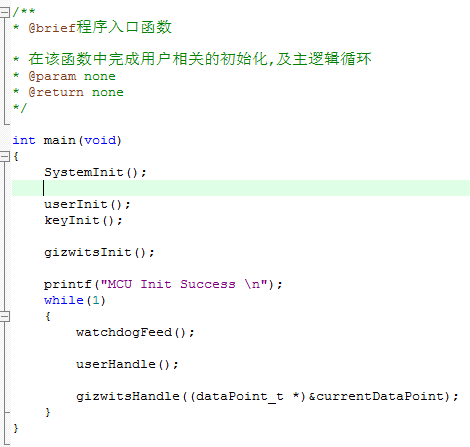 /**
* @brief程序入口函数
* 在该函数中完成用户相关的初始化,及主逻辑循环
* @param none
* @return none
*/
int main(void)
{
    SystemInit();
    userInit();
    keyInit();
    gizwitsInit();
    printf("MCU Init Success \n");
    while(1)
    {
        watchdogFeed();
        userHandle();
        gizwitsHandle((dataPoint_t *)&currentDataPoint);
    }
}